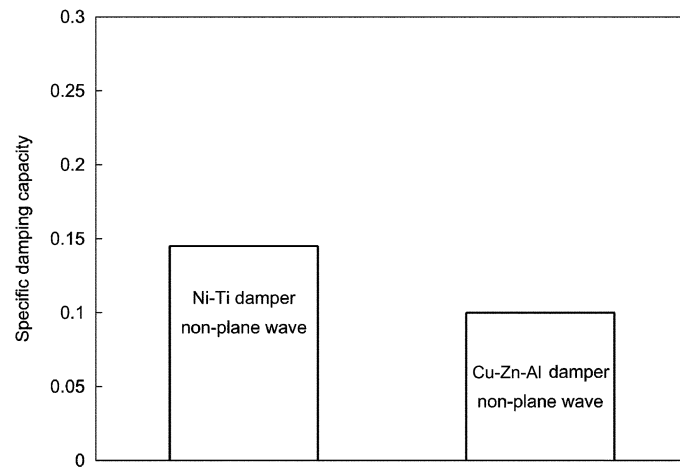 0.3
0.25
0.2
0.15
0.1
0.05
0
Specific damping capacity
Ni-Ti damper
non-plane wave
Cu-Zn-Al damper
non-plane wave